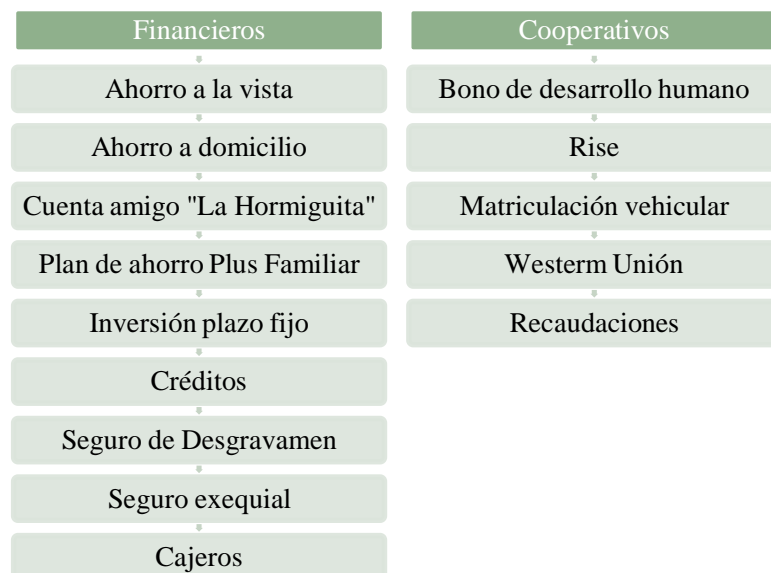 Financieros
Ahorro a la vista
Ahorro a domicilio
Cuenta amigo "La Hormiguita"
Plan de ahorro Plus Familiar
Inversión plazo fijo
Créditos
Seguro de Desgravamen
Seguro exequial
Cajeros
Cooperativos
Bono de desarrollo humano
Rise
Matriculación vehicular
Westerm Unión
Recaudaciones